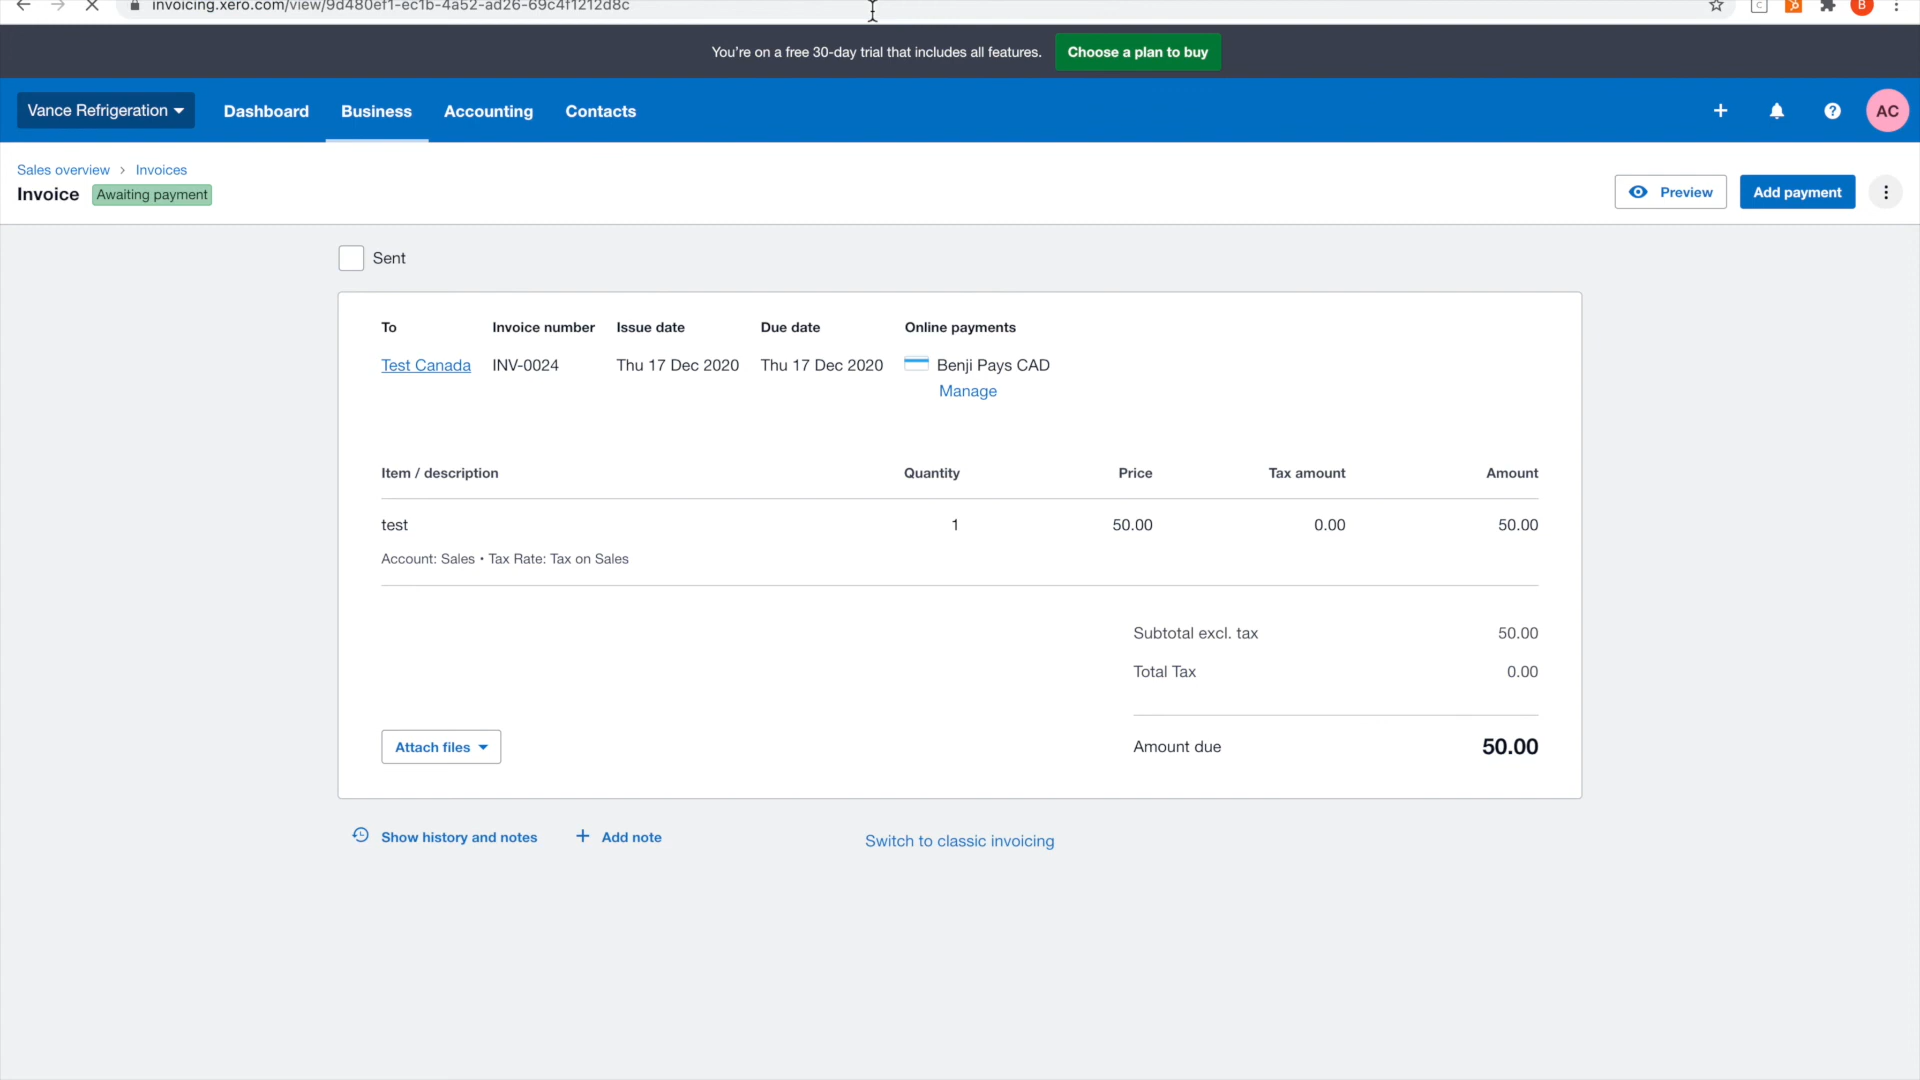 invoicing.xero.com/view/9d480ef1-ec1b-4a52-ad26-69c4f1212d8c
C
B
You're on a free 30-day trial that includes all features. Choose a plan to buy
Vance Refrigeration Dashboard Business Accounting Contacts
AC
Sales overview > Invoices
Invoice Awaiting payment
Preview Add payment
Sent
To Invoice number Issue date Due date Online payments
Test Canada INV-0024 Thu 17 Dec 2020 Thu 17 Dec 2020 Benji Pays CAD
Manage
Item / description Quantity Price Tax amount Amount
test 1 50.00 0.00 50.00
Account: Sales • Tax Rate: Tax on Sales
Subtotal excl. tax 50.00
Total Tax 0.00
Attach files Amount due 50.00
Show history and notes + Add note Switch to classic invoicing